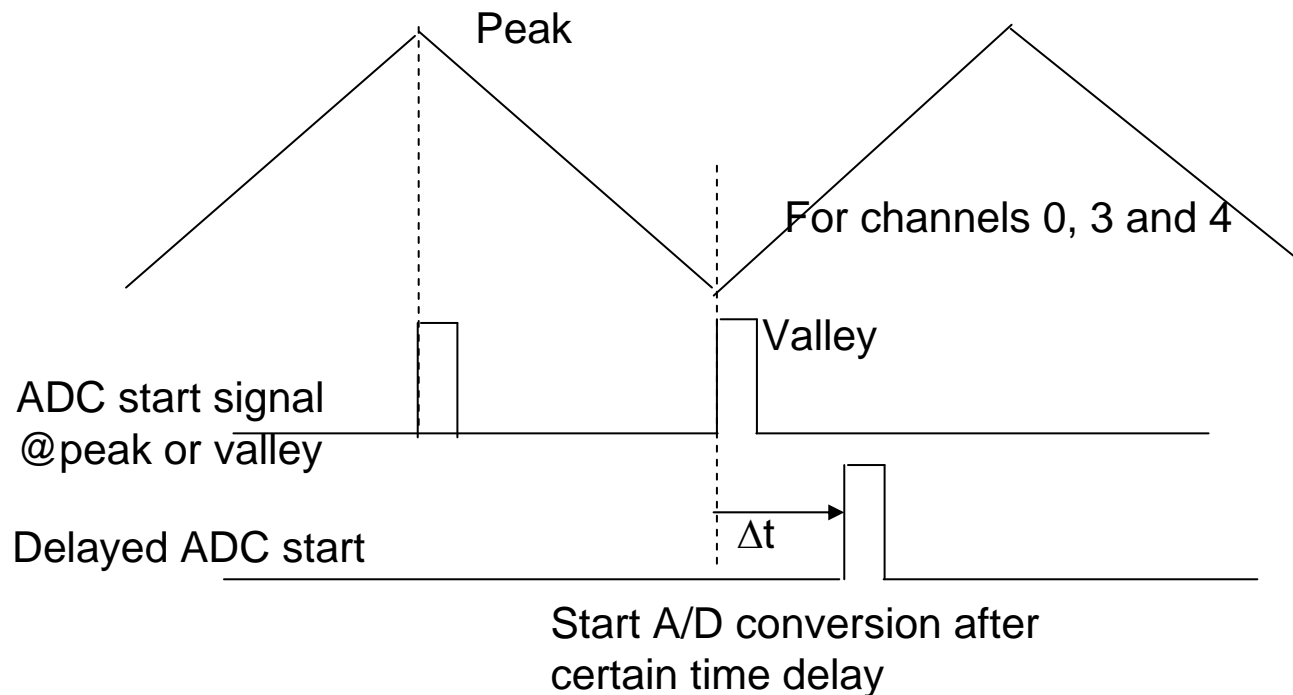 Peak
For channels 0, 3 and 4
Valley
ADC start signal
@peak or valley
Δt
Delayed ADC start
Start A/D conversion after
certain time delay